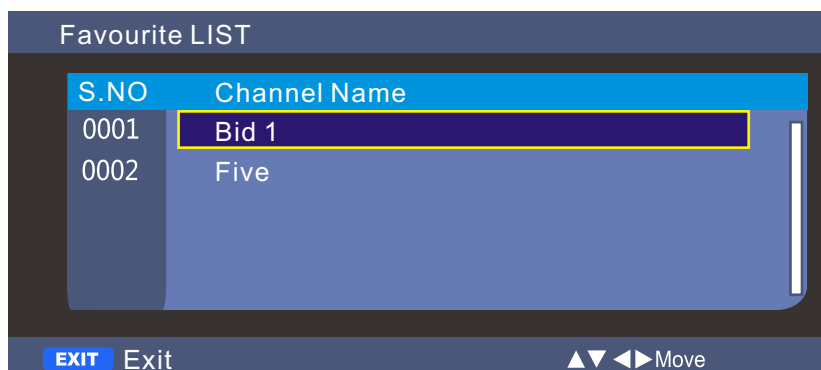 Favourite LIST
S.NO Channel Name
0001 Bid 1
0002 Five
EXIT Exit ▲▼ ◀▶ Move